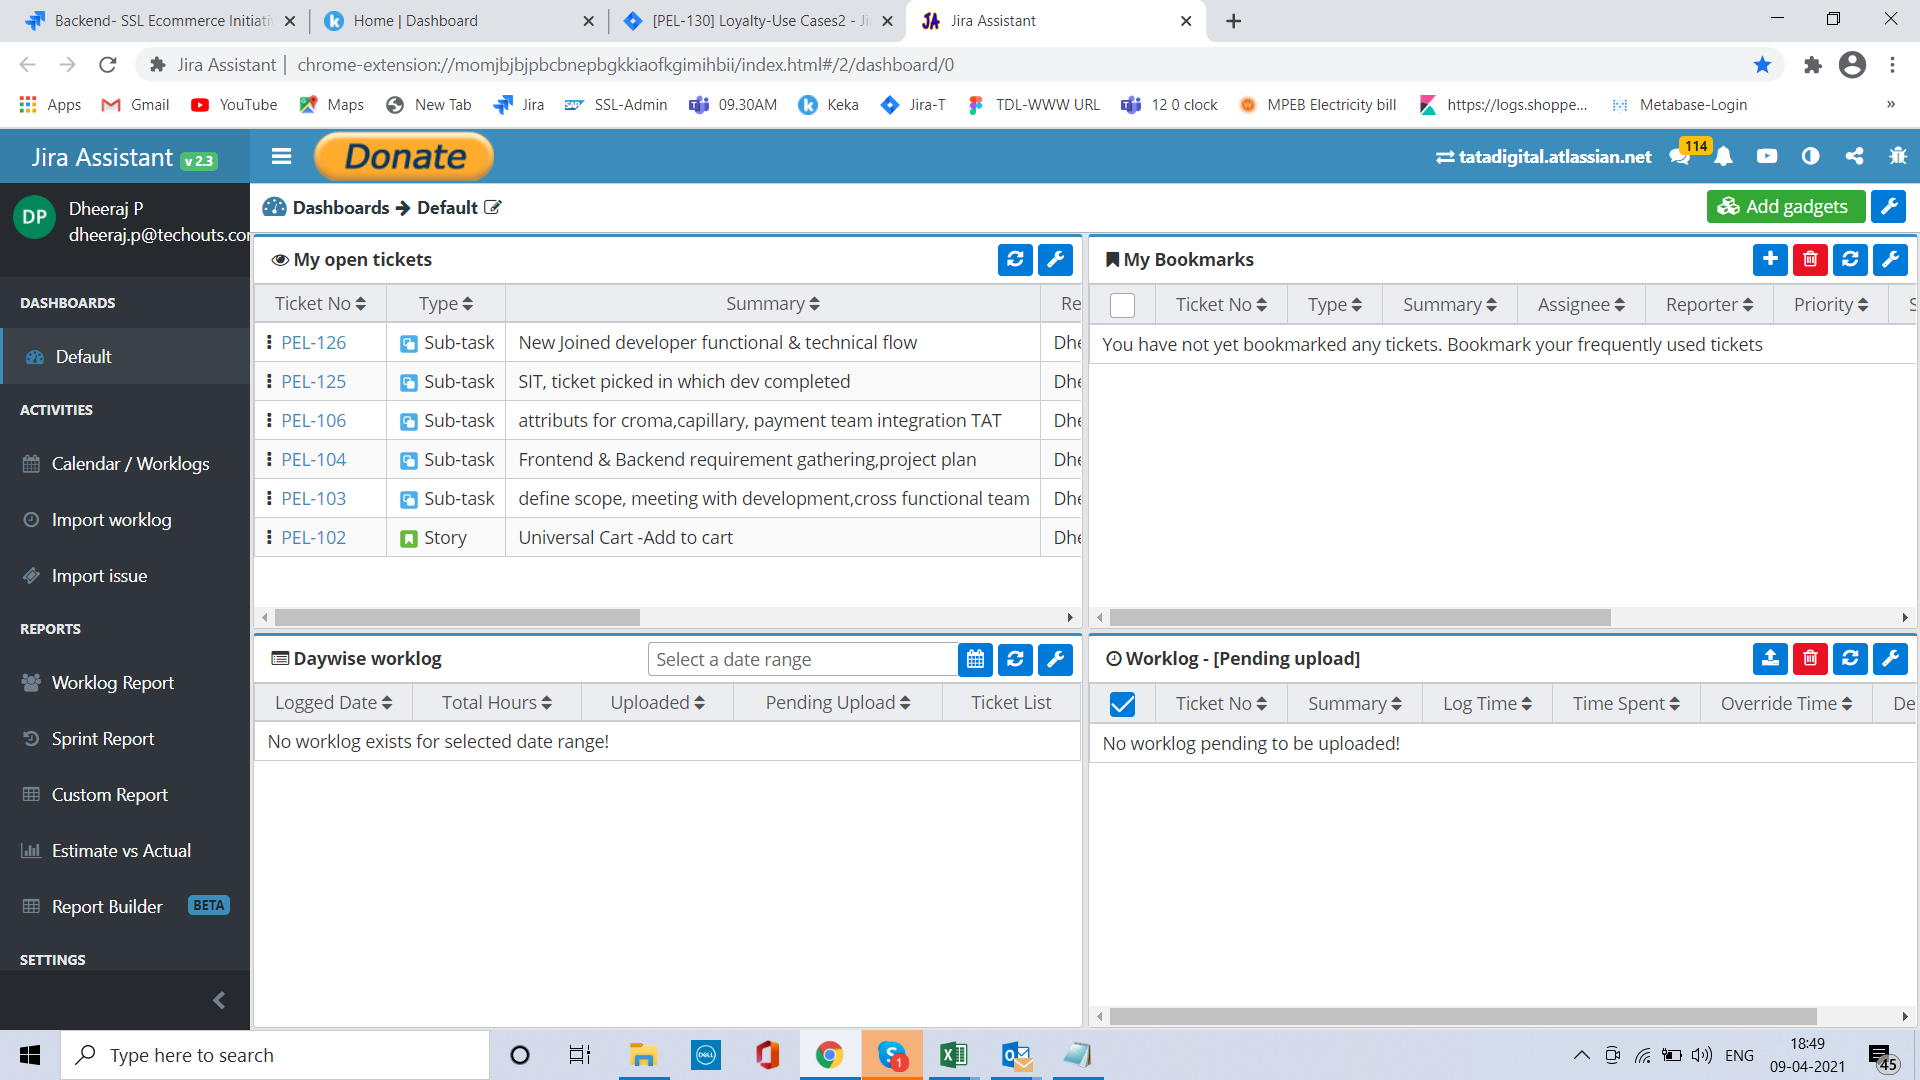 Backend- SSL Ecommerce Initiati
Home | Dashboard
[PEL-130] Loyalty-Use Cases2 - Ji
Jira Assistant
Jira Assistant | chrome-extension://momjbjbjpbcbnepbgkkiaofkgimihbii/index.html#/2/dashboard/0
Apps Gmail YouTube Maps New Tab Jira SSL-Admin 09.30AM Keka Jira-T TDL-WWW URL 12 0 clock MPEB Electricity bill https://logs.shoppe... Metabase-Login »
Jira Assistant v 2.3
Donate
tatadigital.atlassian.net 114
DP
Dheeraj P
dheeraj.p@techouts.com
Dashboards Default
Add gadgets
DASHBOARDS
Default
ACTIVITIES
Calendar / Worklogs
Import worklog
Import issue
REPORTS
Worklog Report
Sprint Report
Custom Report
Estimate vs Actual
Report Builder BETA
SETTINGS
My open tickets
Ticket No Type Summary Re
PEL-126 Sub-task New Joined developer functional & technical flow Dhe
PEL-125 Sub-task SIT, ticket picked in which dev completed Dhe
PEL-106 Sub-task attributs for croma,capillary, payment team integration TAT Dhe
PEL-104 Sub-task Frontend & Backend requirement gathering,project plan Dhe
PEL-103 Sub-task define scope, meeting with development,cross functional team Dhe
PEL-102 Story Universal Cart -Add to cart Dhe
My Bookmarks
Ticket No Type Summary Assignee Reporter Priority S
You have not yet bookmarked any tickets. Bookmark your frequently used tickets
Daywise worklog Select a date range
Logged Date Total Hours Uploaded Pending Upload Ticket List
No worklog exists for selected date range!
Worklog - [Pending upload]
Ticket No Summary Log Time Time Spent Override Time De
No worklog pending to be uploaded!
Type here to search
DELL
1
ENG
18:49
09-04-2021
45